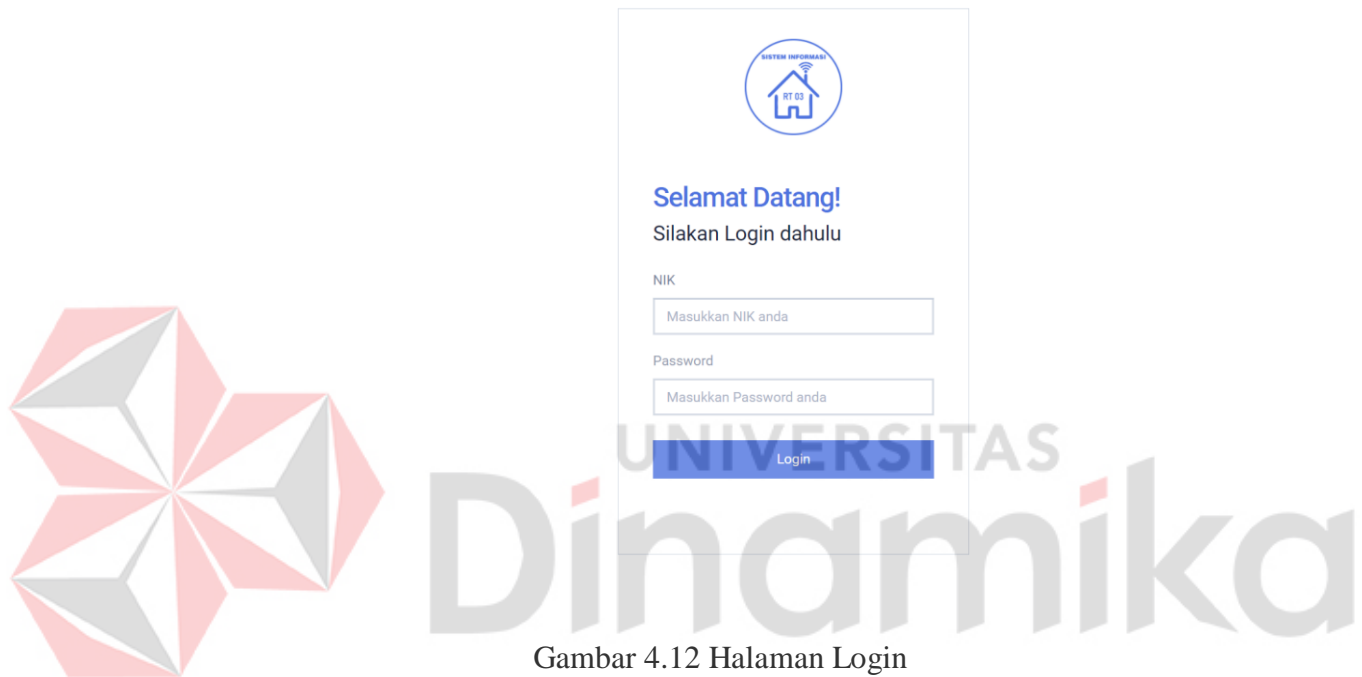 SISTEM INFORMASI
RT 03
Selamat Datang!
Silakan Login dahulu
NIK
Masukkan NIK anda
Password
Masukkan Password anda
Login
UNIVERSITAS
Dinamika
Gambar 4.12 Halaman Login